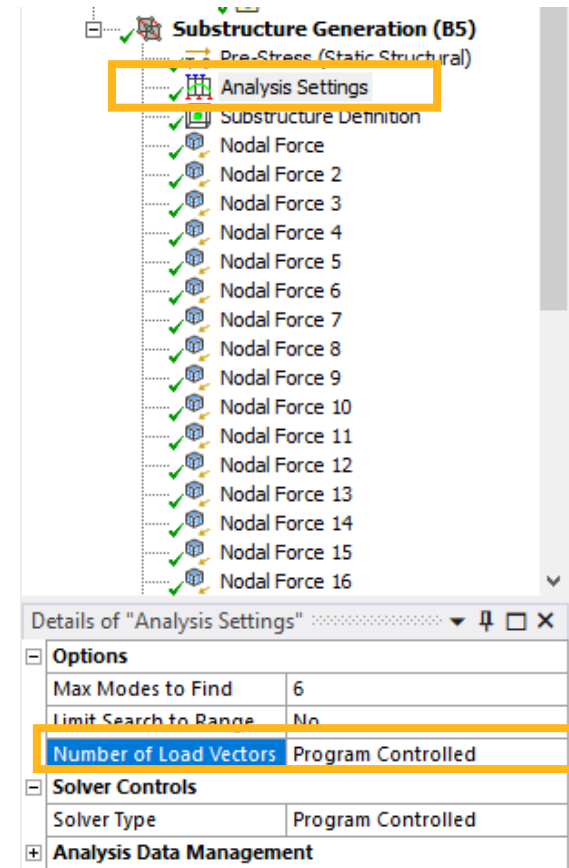 Substructure Generation (B5)
Pre-Stress (Static Structural)
Analysis Settings
Substructure Definition
Nodal Force
Nodal Force 2
Nodal Force 3
Nodal Force 4
Nodal Force 5
Nodal Force 6
Nodal Force 7
Nodal Force 8
Nodal Force 9
Nodal Force 10
Nodal Force 11
Nodal Force 12
Nodal Force 13
Nodal Force 14
Nodal Force 15
Nodal Force 16
Details of "Analysis Settings"
Options
Max Modes to Find 6
Limit Search to Range No
Number of Load Vectors Program Controlled
Solver Controls
Solver Type Program Controlled
Analysis Data Management